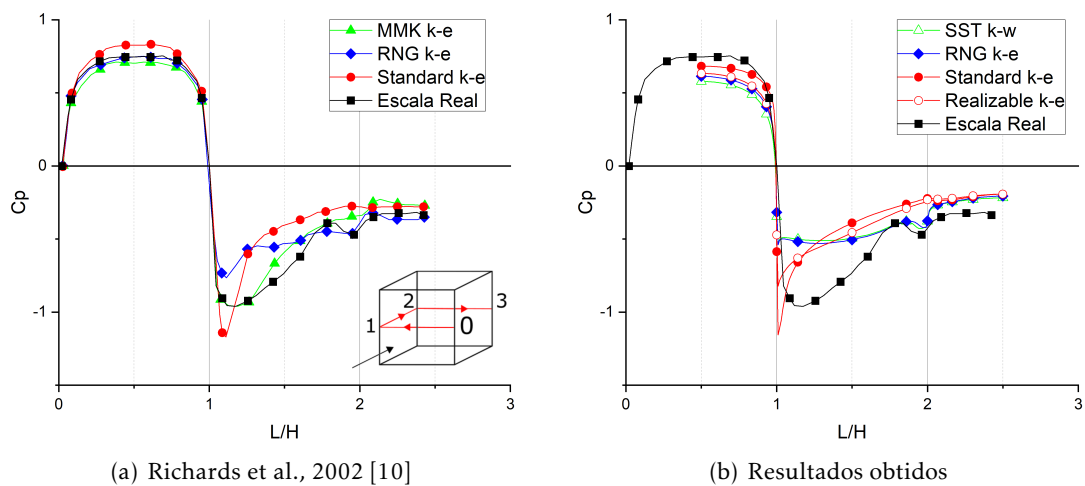 MMK k-e
RNG k-e
Standard k-e
Escala Real
1
0
-1
Cp
0
1
2
3
L/H
1
2
3
0
(a) Richards et al., 2002 [10]
SST k-w
RNG k-e
Standard k-e
Realizable k-e
Escala Real
1
0
-1
Cp
0
1
2
3
L/H
(b) Resultados obtidos